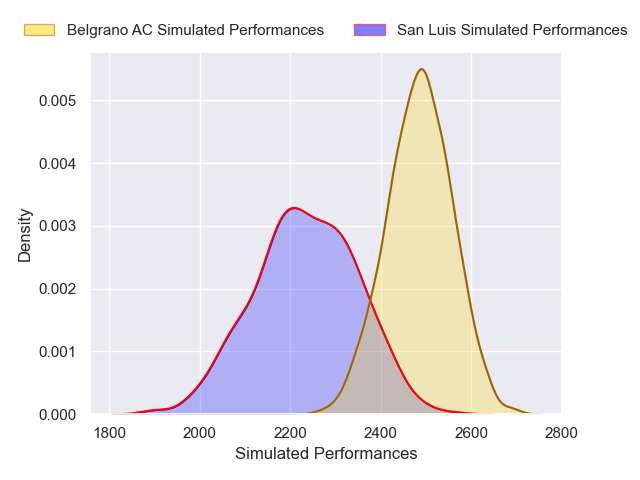 Belgrano AC Simulated Performances San Luis Simulated Performances
0.005
0.004
0.003
0.002
0.001
0.000
Density
1800 2000 2200 2400 2600 2800
Simulated Performances